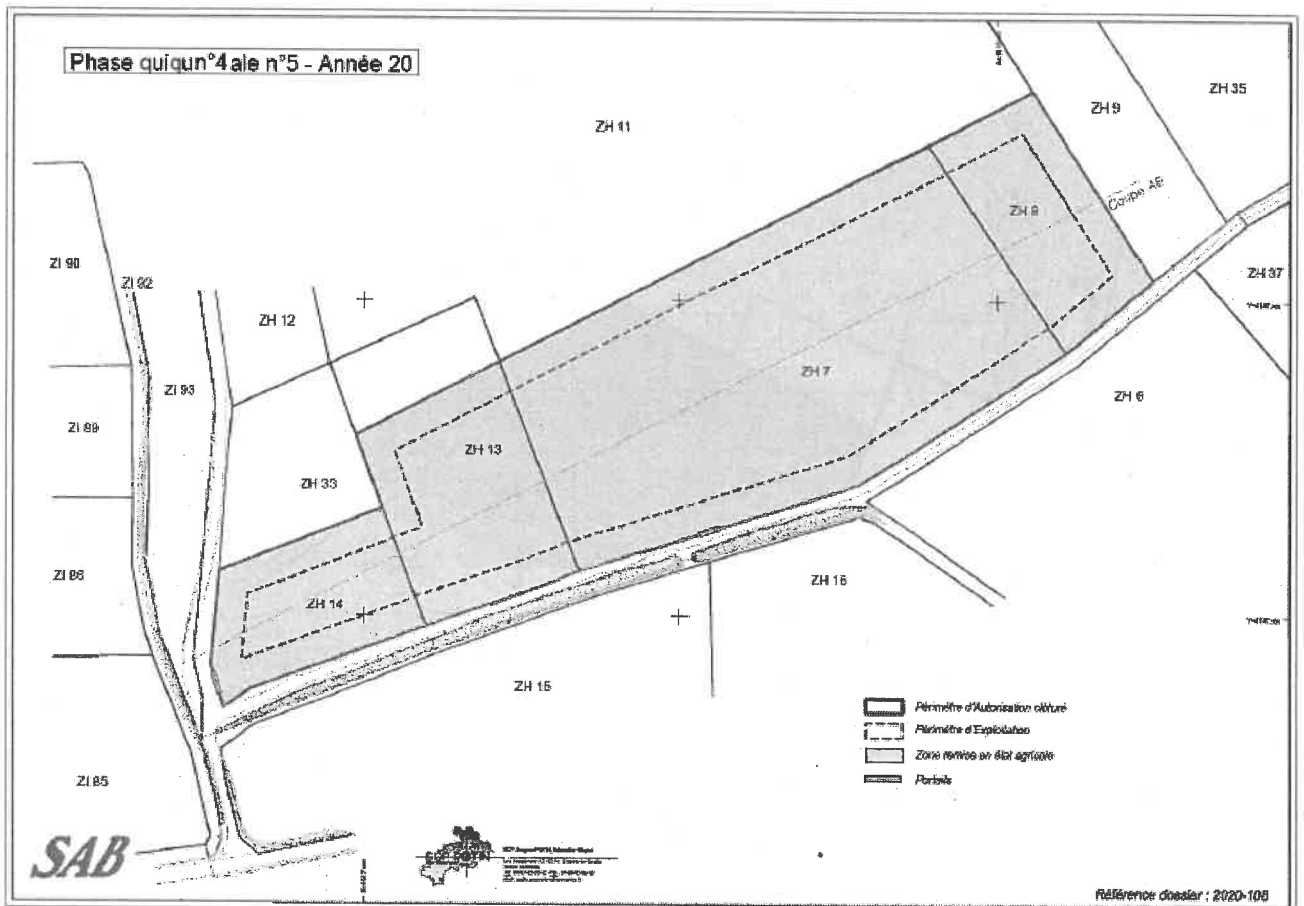 Phase quiqun°4ale n°5 - Année 20
ZH 35
ZH 9
ZH 11
ZH 8
Coupe AB
ZI 90
ZI 92
ZH 37
ZH 12
ZI 93
ZH 7
ZH 6
ZI 89
ZH 13
ZH 33
ZI 86
ZH 14
ZH 16
ZH 15
Périmètre d'Autorisation clôturé
Périmètre d'Exploitation
Zone remise en état agricole
ZI 85
SAB
Référence dossier : 2020-108